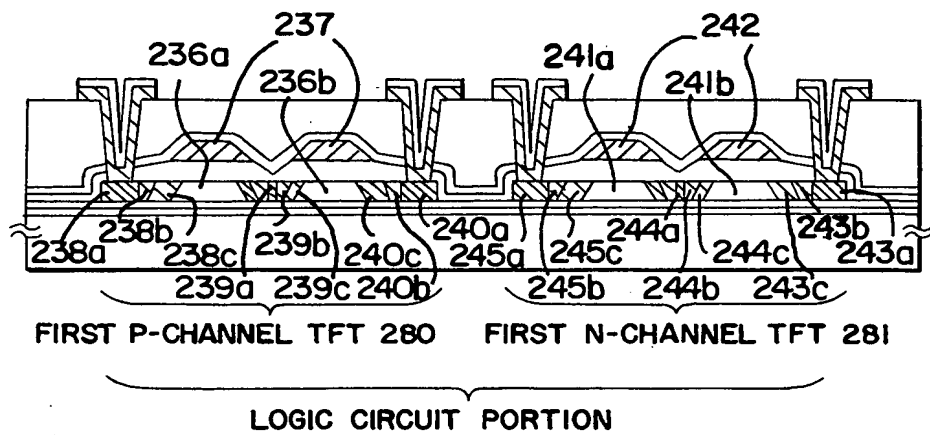 237 242
236a 241a
236b 241b
238a 238b 238c 239b 240c 240a 245a 245c 244a 244c 243b 243a
239a 239c 240b 245b 244b 243c
FIRST P-CHANNEL TFT 280 FIRST N-CHANNEL TFT 281
LOGIC CIRCUIT PORTION